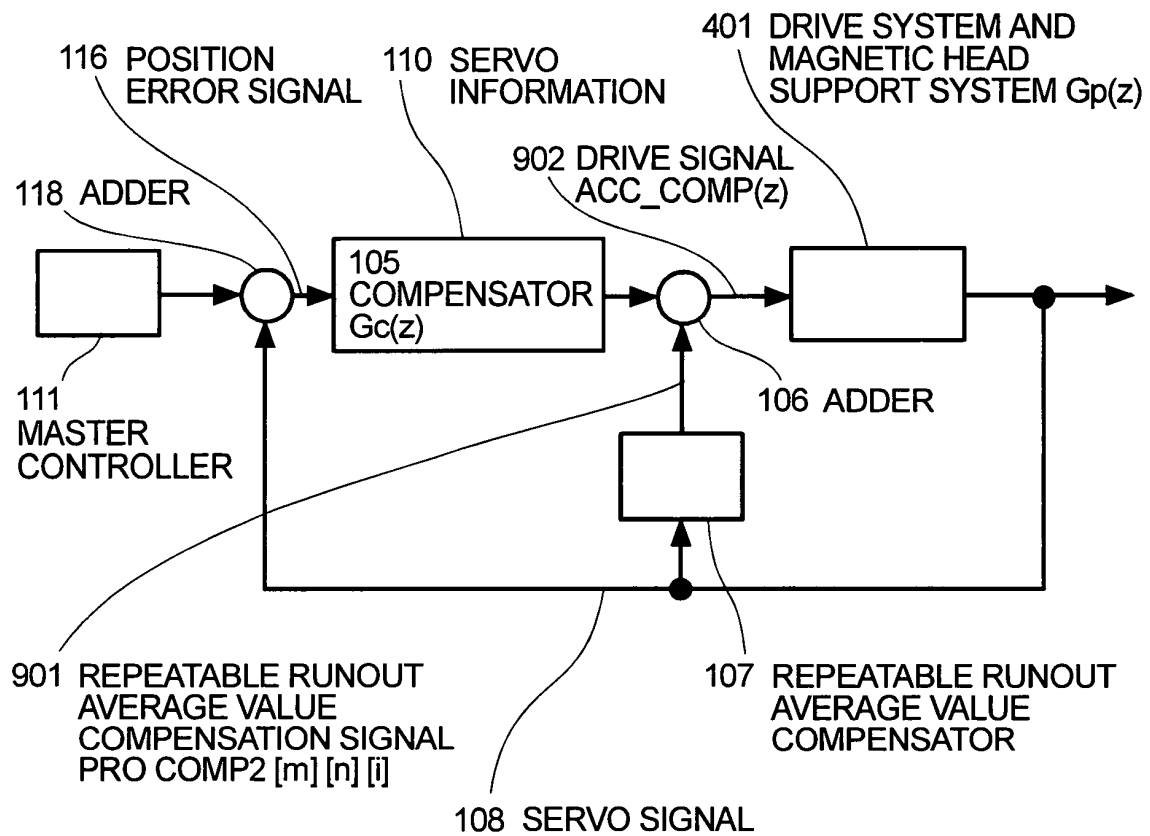 116 POSITION
ERROR SIGNAL
110 SERVO
INFORMATION
401 DRIVE SYSTEM AND
MAGNETIC HEAD
SUPPORT SYSTEM Gp(z)
902 DRIVE SIGNAL
ACC_COMP(z)
118 ADDER
105
COMPENSATOR
Gc(z)
111
MASTER
CONTROLLER
106 ADDER
901 REPEATABLE RUNOUT
AVERAGE VALUE
COMPENSATION SIGNAL
PRO COMP2 [m] [n] [i]
107 REPEATABLE RUNOUT
AVERAGE VALUE
COMPENSATOR
108 SERVO SIGNAL